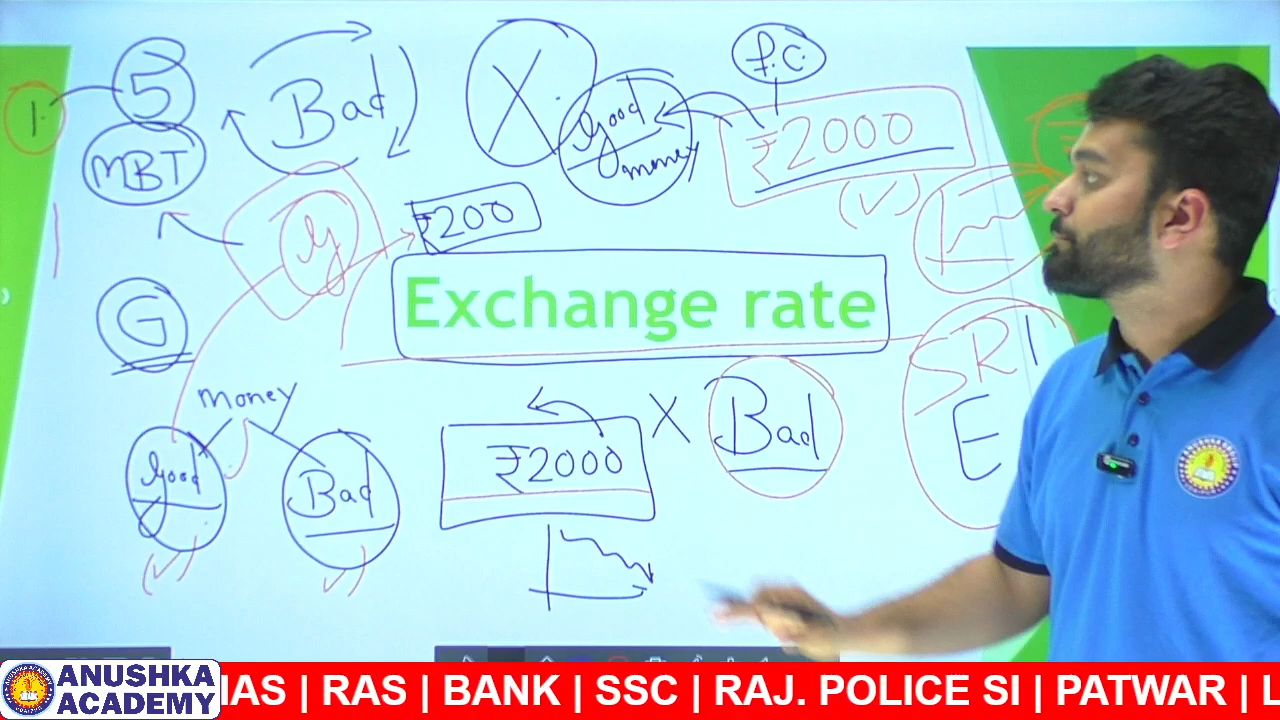 1.
5
MBT
Bad
X
Good
money
f.C.
₹2000
(✓)
G
₹200
Exchange rate
G
SRI
E
Money
Good
Bad
₹2000
X
Bad
ANUSHKA
ACADEMY
IAS | RAS | BANK | SSC | RAJ. POLICE SI | PATWAR | L